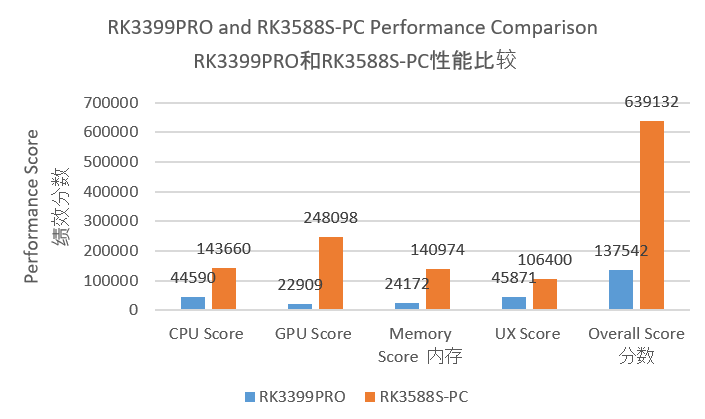 RK3399PRO and RK3588S-PC Performance Comparison
RK3399PRO和RK3588S-PC性能比较
Performance Score
绩效分数
700000
600000
500000
400000
300000
200000
100000
0
44590
143660
22909
248098
24172
140974
45871
106400
137542
639132
CPU Score
GPU Score
Memory
Score 内存
UX Score
Overall Score
分数
RK3399PRO
RK3588S-PC